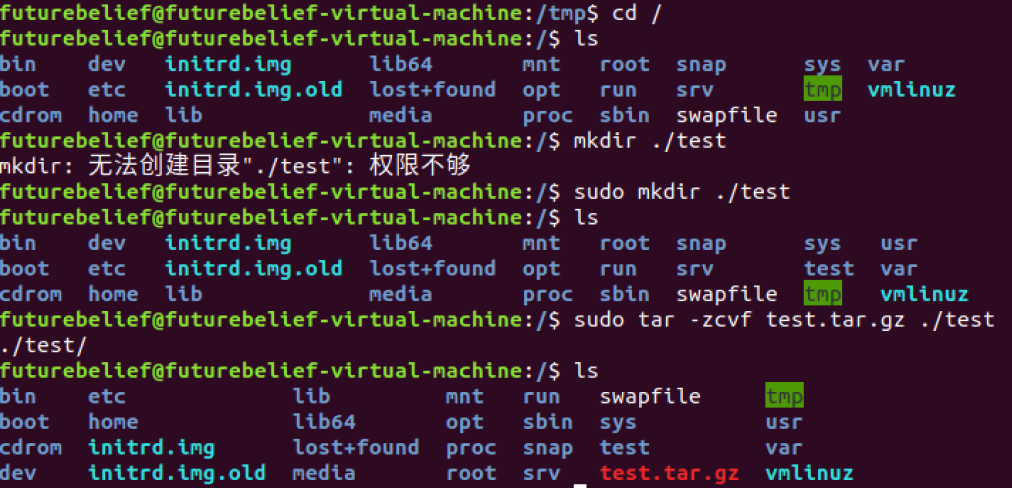 futurebelief@futurebelief-virtual-machine:/tmp$ cd /
futurebelief@futurebelief-virtual-machine:/$ ls
bin    dev   initrd.img      lib64       mnt   root  snap      sys  var
boot   etc   initrd.img.old  lost+found  opt   run   srv       tmp  vmlinuz
cdrom  home  lib             media       proc  sbin  swapfile  usr
futurebelief@futurebelief-virtual-machine:/$ mkdir ./test
mkdir: 无法创建目录"./test": 权限不够
futurebelief@futurebelief-virtual-machine:/$ sudo mkdir ./test
futurebelief@futurebelief-virtual-machine:/$ ls
bin    dev   initrd.img      lib64       mnt   root  snap      sys   usr
boot   etc   initrd.img.old  lost+found  opt   run   srv       test  var
cdrom  home  lib             media       proc  sbin  swapfile  tmp   vmlinuz
futurebelief@futurebelief-virtual-machine:/$ sudo tar -zcvf test.tar.gz ./test
./test/
futurebelief@futurebelief-virtual-machine:/$ ls
bin    etc             lib         mnt   run   swapfile     tmp
boot   home            lib64       opt   sbin  sys          usr
cdrom  initrd.img      lost+found  proc  snap  test         var
dev    initrd.img.old  media       root  srv   test.tar.gz  vmlinuz